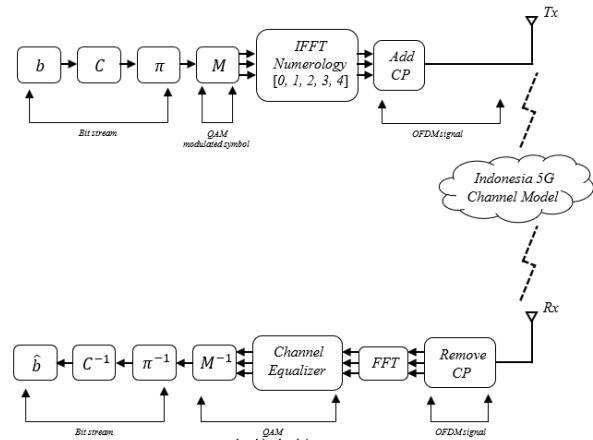 Tx
b
C
π
M
IFFT
Numerology
[0, 1, 2, 3, 4]
Add
CP
Bit stream
QAM
modulated symbol
OFDM signal
Indonesia 5G
Channel Model
Rx
b̂
C⁻¹
π⁻¹
M⁻¹
Channel
Equalizer
FFT
Remove
CP
Bit stream
QAM
OFDM signal